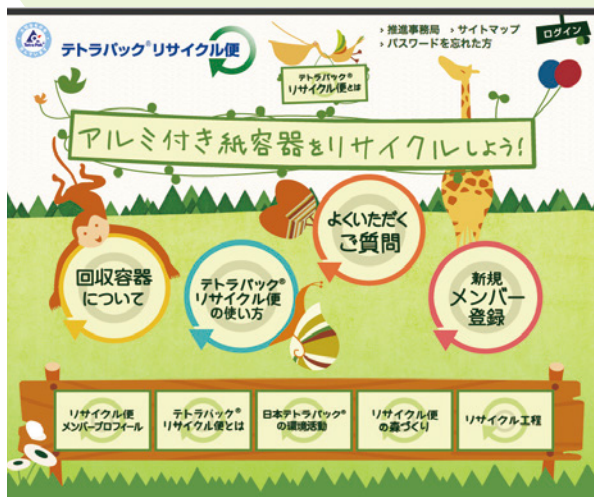 テトラパック®リサイクル便
› 推進事務局 › サイトマップ
› パスワードを忘れた方
ログイン
テトラパック®
リサイクル便とは
アルミ付き紙容器をリサイクルしよう!
よくいただく
ご質問
回収容器
について
テトラパック®
リサイクル便
の使い方
新規
メンバー
登録
リサイクル便
メンバープロフィール
テトラパック®
リサイクル便とは
日本テトラパック®
の環境活動
リサイクル便
の森づくり
リサイクル工程